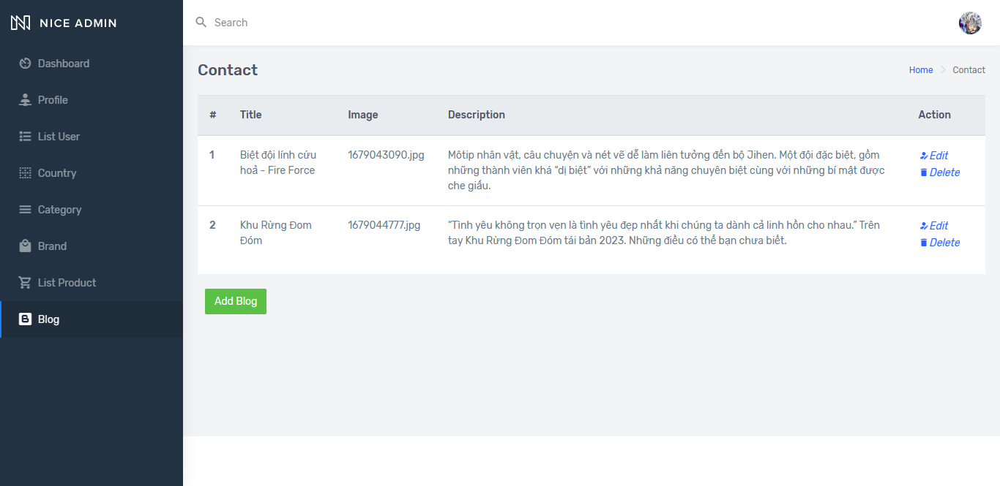 NICE ADMIN
Search
Dashboard
Profile
List User
Country
Category
Brand
List Product
Blog
Contact
Home
Contact
# Title Image Description Action
1 Biệt đội lính cứu 1679043090.jpg Môtip nhân vật, câu chuyện và nét vẽ dễ làm liên tưởng đến bộ Jihen. Một đội đặc biệt, gồm Edit
hoả - Fire Force những thành viên khá “dị biệt” với những khả năng chuyên biệt cùng với những bí mật được Delete
che giấu.
2 Khu Rừng Đom 1679044777.jpg “Tình yêu không trọn vẹn là tình yêu đẹp nhất khi chúng ta dành cả linh hồn cho nhau.” Trên Edit
Đóm tay Khu Rừng Đom Đóm tái bản 2023. Những điều có thể bạn chưa biết. Delete
Add Blog